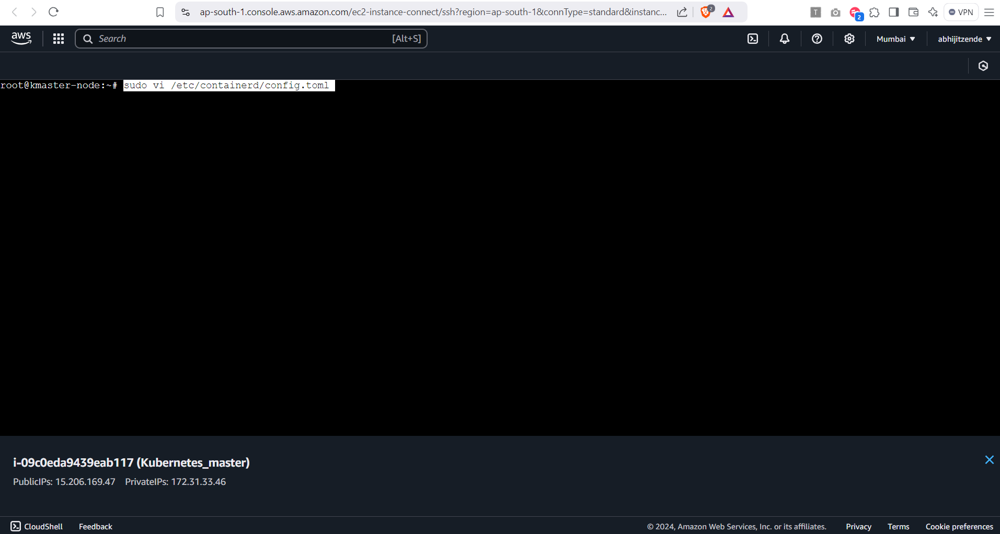 ap-south-1.console.aws.amazon.com/ec2-instance-connect/ssh?region=ap-south-1&connType=standard&instanc...
2
T
2
VPN
aws
Search
[Alt+S]
Mumbai ▼
abhijitzende ▼
root@kmaster-node:~# sudo vi /etc/containerd/config.toml
i-09c0eda9439eab117 (Kubernetes_master)
PublicIPs: 15.206.169.47 PrivateIPs: 172.31.33.46
CloudShell
Feedback
© 2024, Amazon Web Services, Inc. or its affiliates.
Privacy
Terms
Cookie preferences